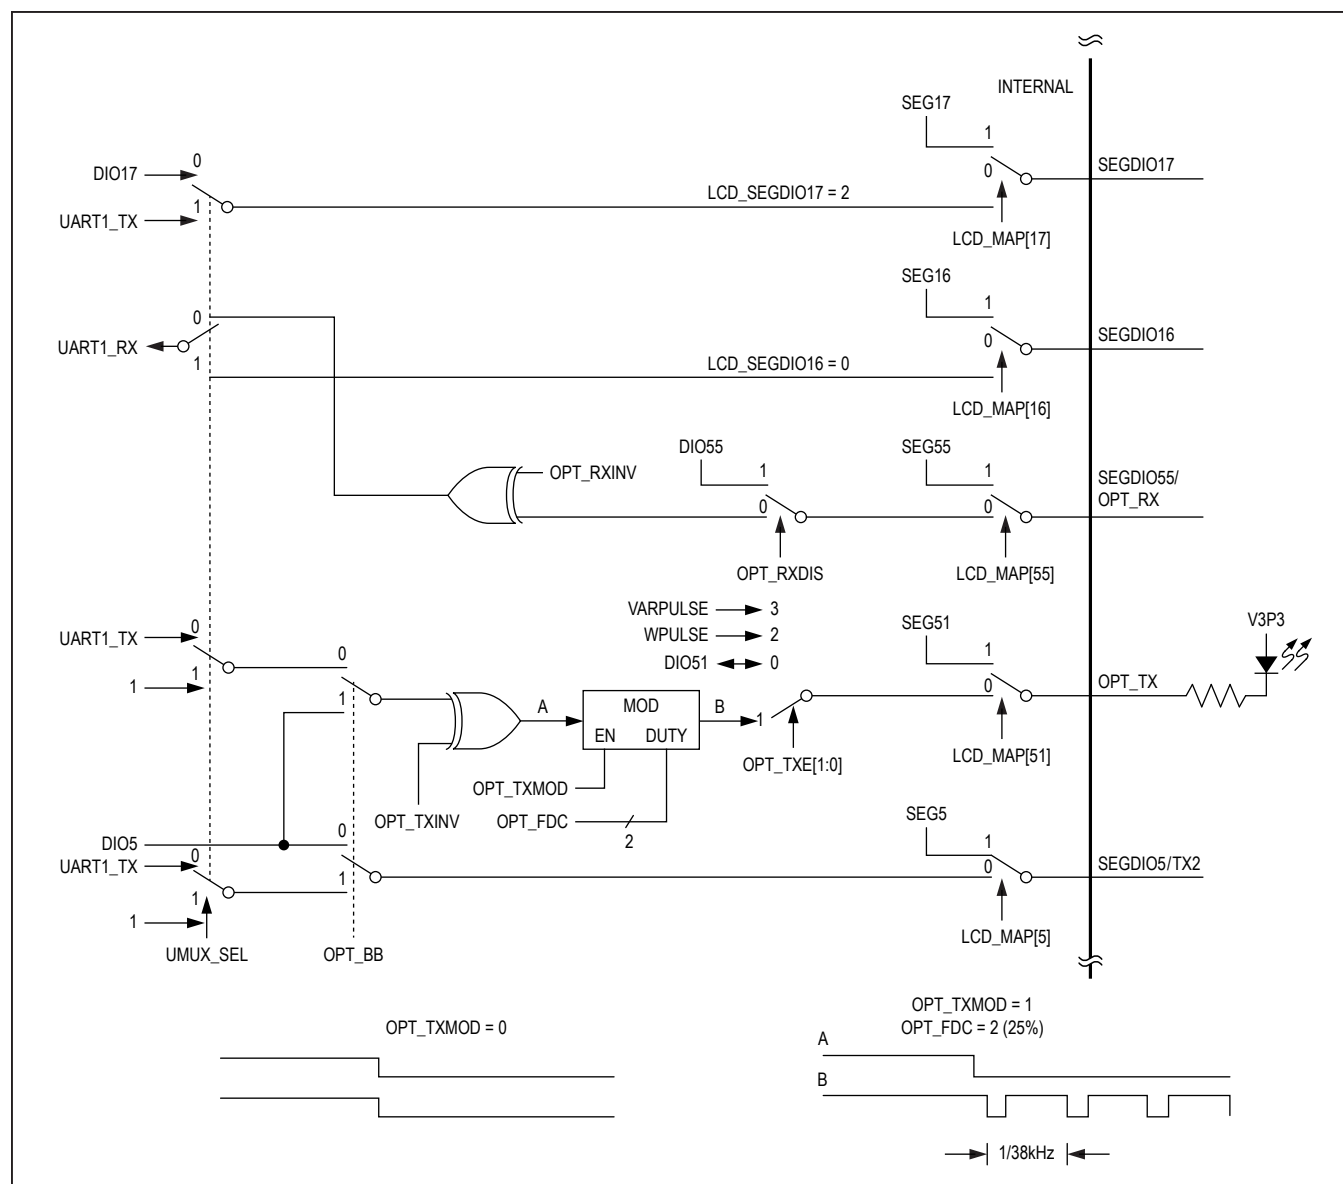 INTERNAL
SEG17
1
0
SEGDIO17
DIO17
0
1
UART1_TX
LCD_SEGDIO17 = 2
LCD_MAP[17]
SEG16
1
0
SEGDIO16
UART1_RX
0
1
LCD_SEGDIO16 = 0
LCD_MAP[16]
DIO55
1
0
SEG55
1
0
SEGDIO55/
OPT_RX
OPT_RXINV
OPT_RXDIS
LCD_MAP[55]
VARPULSE
3
WPULSE
2
DIO51
0
SEG51
1
0
V3P3
OPT_TX
UART1_TX
0
1
1
0
1
A
MOD
EN DUTY
B
1
OPT_TXE[1:0]
LCD_MAP[51]
OPT_TXMOD
OPT_TXINV
OPT_FDC
2
SEG5
1
0
SEGDIO5/TX2
DIO5
0
UART1_TX
0
1
1
1
LCD_MAP[5]
UMUX_SEL
OPT_BB
OPT_TXMOD = 0
OPT_TXMOD = 1
OPT_FDC = 2 (25%)
A
B
1/38kHz